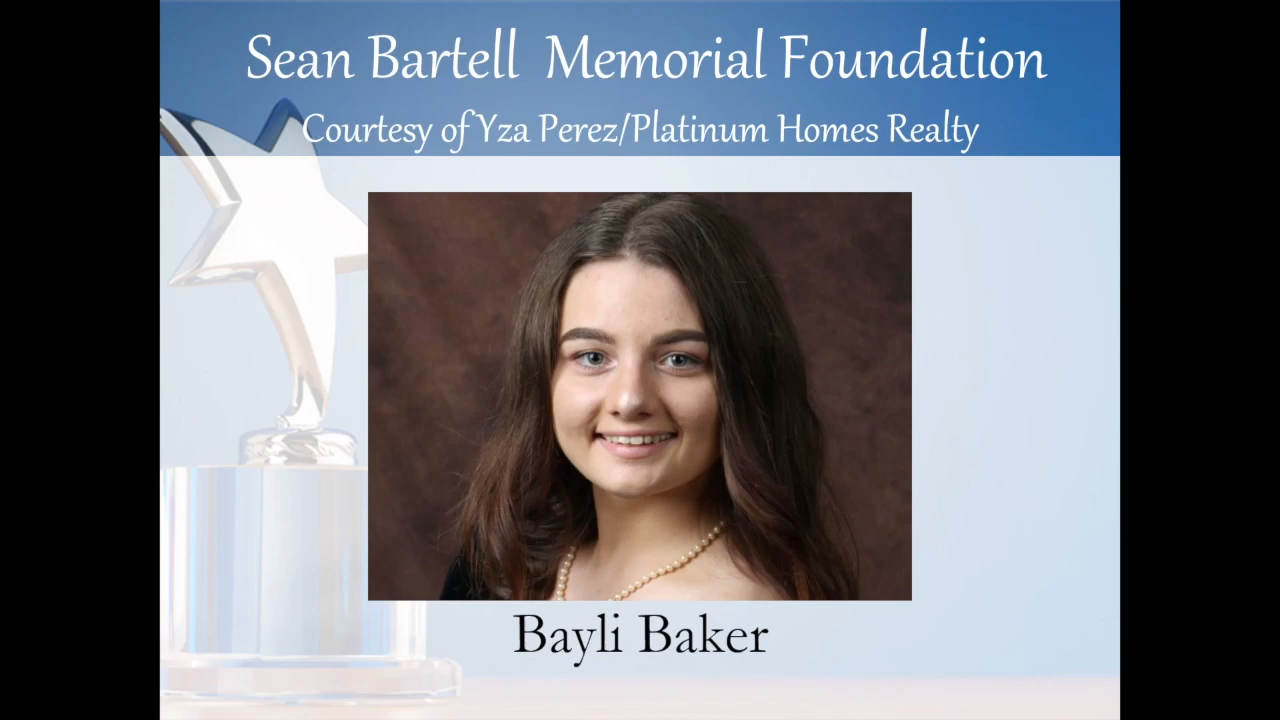 Sean Bartell Memorial Foundation
Courtesy of Yza Perez/Platinum Homes Realty
Bayli Baker